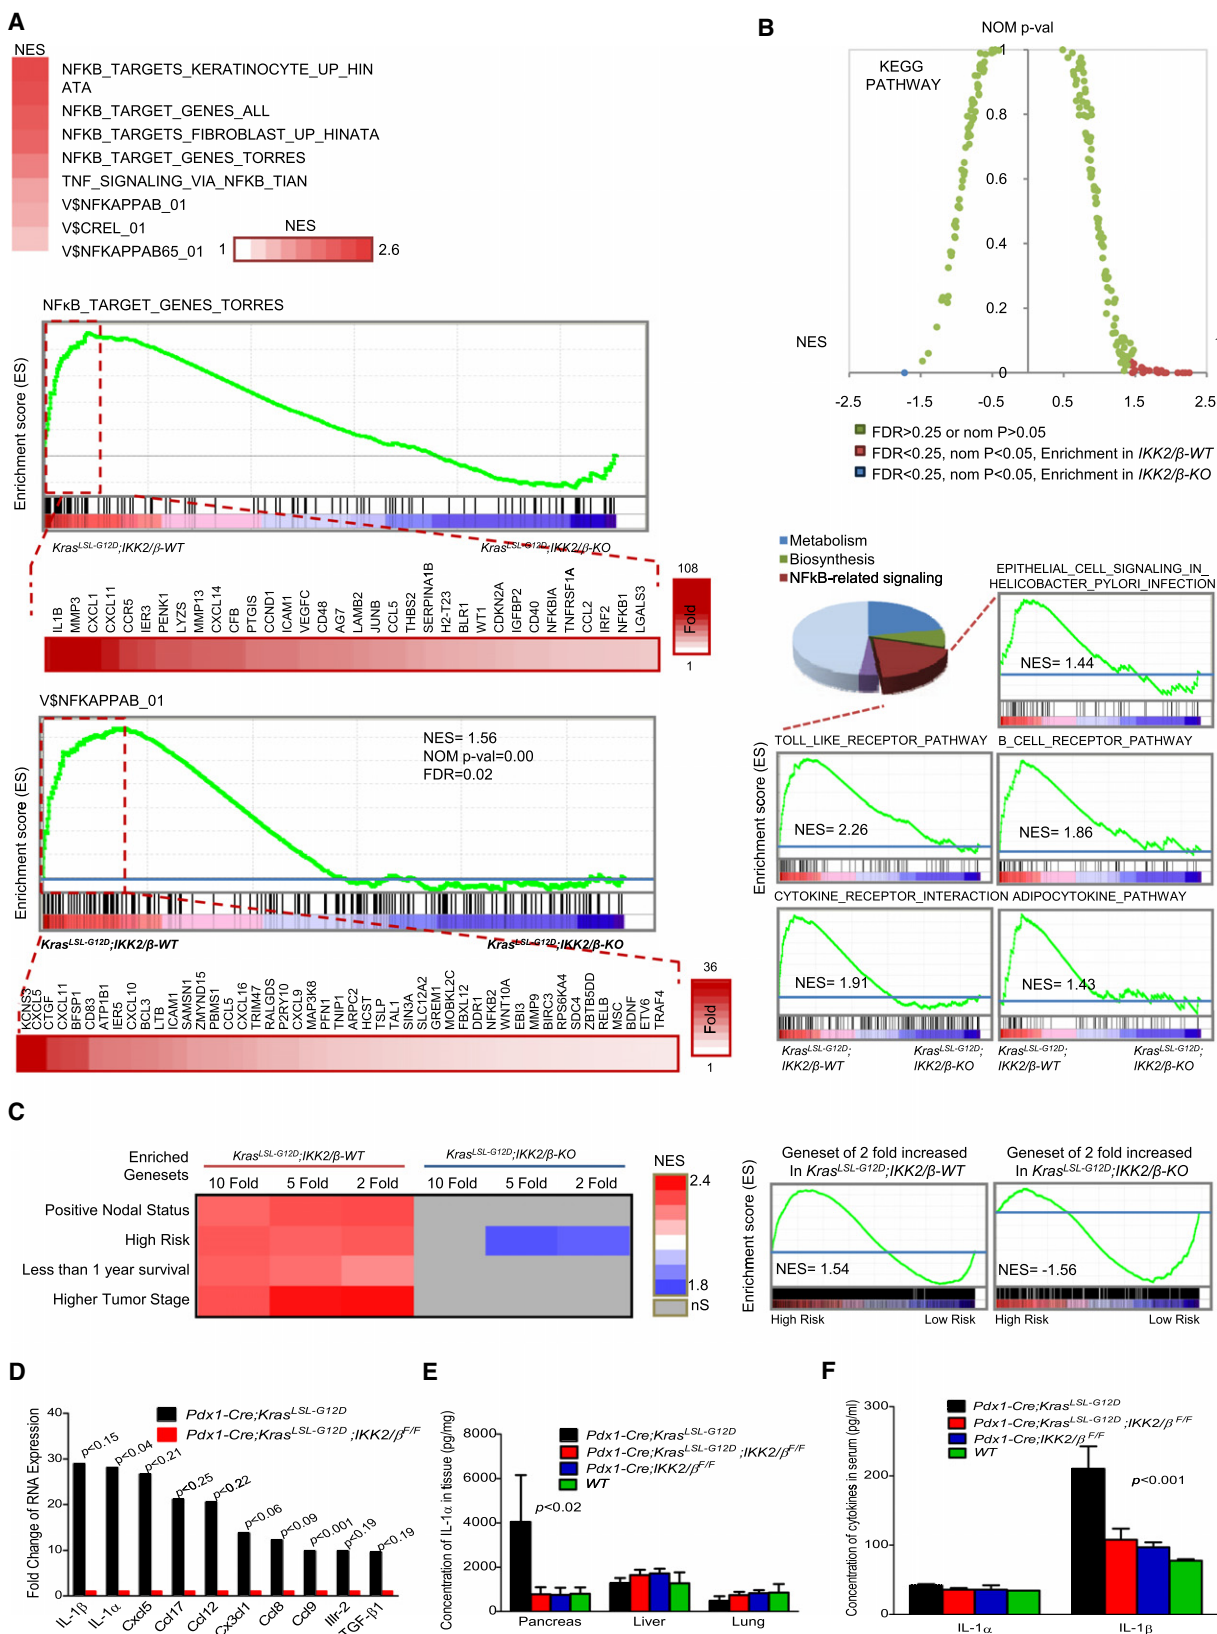 A
NES
NFKB_TARGETS_KERATINOCYTE_UP_HIN
ATA
NFKB_TARGET_GENES_ALL
NFKB_TARGETS_FIBROBLAST_UP_HINATA
NFKB_TARGET_GENES_TORRES
TNF_SIGNALING_VIA_NFKB_TIAN
V$NFKAPPAB_01
V$CREL_01
V$NFKAPPAB65_01
NES
1 2.6
NFκB_TARGET_GENES_TORRES
Enrichment score (ES)
Kras^LSL-G12D;IKK2/β-WT Kras^LSL-G12D;IKK2/β-KO
IL1B
MMP3
CXCL1
CXCL11
CCR5
IER3
PENK1
LYZS
MMP13
CXCL14
CFB
PTGIS
CCND1
ICAM1
VEGFC
CD48
AG7
LAMB2
JUNB
CCL5
THBS2
SERPINA1B
H2-T23
BLR1
WT1
CDKN2A
IGFBP2
CD40
NFKBIA
TNFRSF1A
CCL2
IRF2
NFKB1
LGALS3
108
Fold
1
V$NFKAPPAB_01
Enrichment score (ES)
NES= 1.56
NOM p-val=0.00
FDR=0.02
Kras^LSL-G12D;IKK2/β-WT Kras^LSL-G12D;IKK2/β-KO
KCNS3
CXCL5
CTGF
CXCL11
BFSP1
CD83
ATP1B1
IER5
CXCL10
BCL3
LTB
ICAM1
SAMSN1
ZMYND15
PBMS1
CCL5
CXCL16
TRIM47
RALGDS
P2RY10
CXCL9
MAP3K8
PFN1
TNIP1
ARPC2
HCST
TSLP
TAL1
SIN3A
SLC12A2
GREM1
MOBKL2C
FBXL12
DDR1
NFKB2
WNT10A
EBI3
MMP9
BIRC3
RPS6KA4
SDC4
ZBTB5DD
RELB
MSC
BDNF
ETV6
TRAF4
36
Fold
1
B
NOM p-val
KEGG
PATHWAY
1
0.8
0.6
0.4
0.2
0
NES
-2.5 -1.5 -0.5 0.5 1.5 2.5
FDR>0.25 or nom P>0.05
FDR<0.25, nom P<0.05, Enrichment in IKK2/β-WT
FDR<0.25, nom P<0.05, Enrichment in IKK2/β-KO
Metabolism
Biosynthesis
NFkB-related signaling
EPITHELIAL_CELL_SIGNALING_IN_
HELICOBACTER_PYLORI_INFECTION
NES= 1.44
Enrichment score (ES)
TOLL_LIKE_RECEPTOR_PATHWAY
NES= 2.26
B_CELL_RECEPTOR_PATHWAY
NES= 1.86
CYTOKINE_RECEPTOR_INTERACTION
NES= 1.91
ADIPOCYTOKINE_PATHWAY
NES= 1.43
Kras^LSL-G12D; Kras^LSL-G12D; Kras^LSL-G12D; Kras^LSL-G12D;
IKK2/β-WT IKK2/β-KO IKK2/β-WT IKK2/β-KO
C
Enriched
Genesets
Kras^LSL-G12D;IKK2/β-WT Kras^LSL-G12D;IKK2/β-KO
10 Fold 5 Fold 2 Fold 10 Fold 5 Fold 2 Fold
Positive Nodal Status
High Risk
Less than 1 year survival
Higher Tumor Stage
NES
2.4
1.8
nS
Enrichment score (ES)
Geneset of 2 fold increased
In Kras^LSL-G12D;IKK2/β-WT
NES= 1.54
High Risk Low Risk
Geneset of 2 fold increased
In Kras^LSL-G12D;IKK2/β-KO
NES= -1.56
High Risk Low Risk
D
Pdx1-Cre;Kras^LSL-G12D
Pdx1-Cre;Kras^LSL-G12D;IKK2/β^F/F
Fold Change of RNA Expression
40
30
20
10
0
p<0.15
p<0.04
p<0.21
p<0.25
p<0.22
p<0.06
p<0.09
p<0.001
p<0.19
p<0.19
IL-1β
IL-1α
Cxcl5
Ccl17
Ccl12
Cx3cl1
Ccl8
Ccl9
IlIr-2
TGF-β1
E
Pdx1-Cre;Kras^LSL-G12D
Pdx1-Cre;Kras^LSL-G12D;IKK2/β^F/F
Pdx1-Cre;IKK2/β^F/F
WT
Concentration of IL-1α in tissue (pg/mg)
8000
6000
4000
2000
0
p<0.02
Pancreas Liver Lung
F
Pdx1-Cre;Kras^LSL-G12D
Pdx1-Cre;Kras^LSL-G12D;IKK2/β^F/F
Pdx1-Cre;IKK2/β^F/F
WT
Concentration of cytokines in serum (pg/ml)
300
200
100
0
p<0.001
IL-1α IL-1β